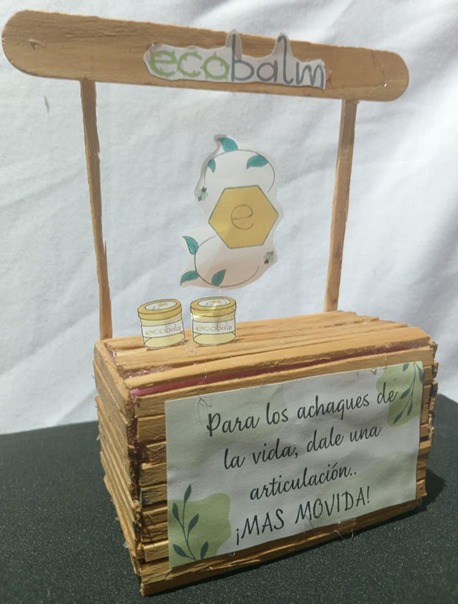 ecobalm
e
ecobalm ecobalm
Para los achaques de
la vida, dale una
articulación..
¡MAS MOVIDA!